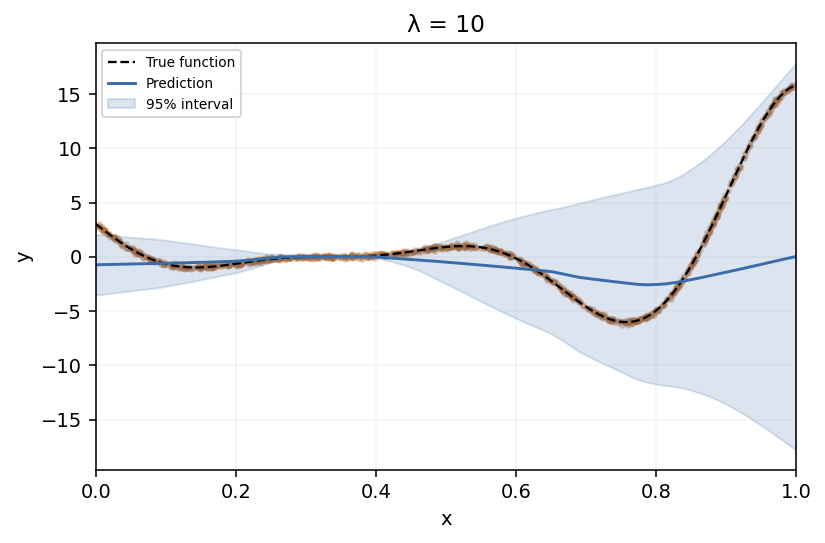 λ = 10
True function
Prediction
95% interval
15
10
5
0
−5
−10
−15
y
0.0 0.2 0.4 0.6 0.8 1.0
x